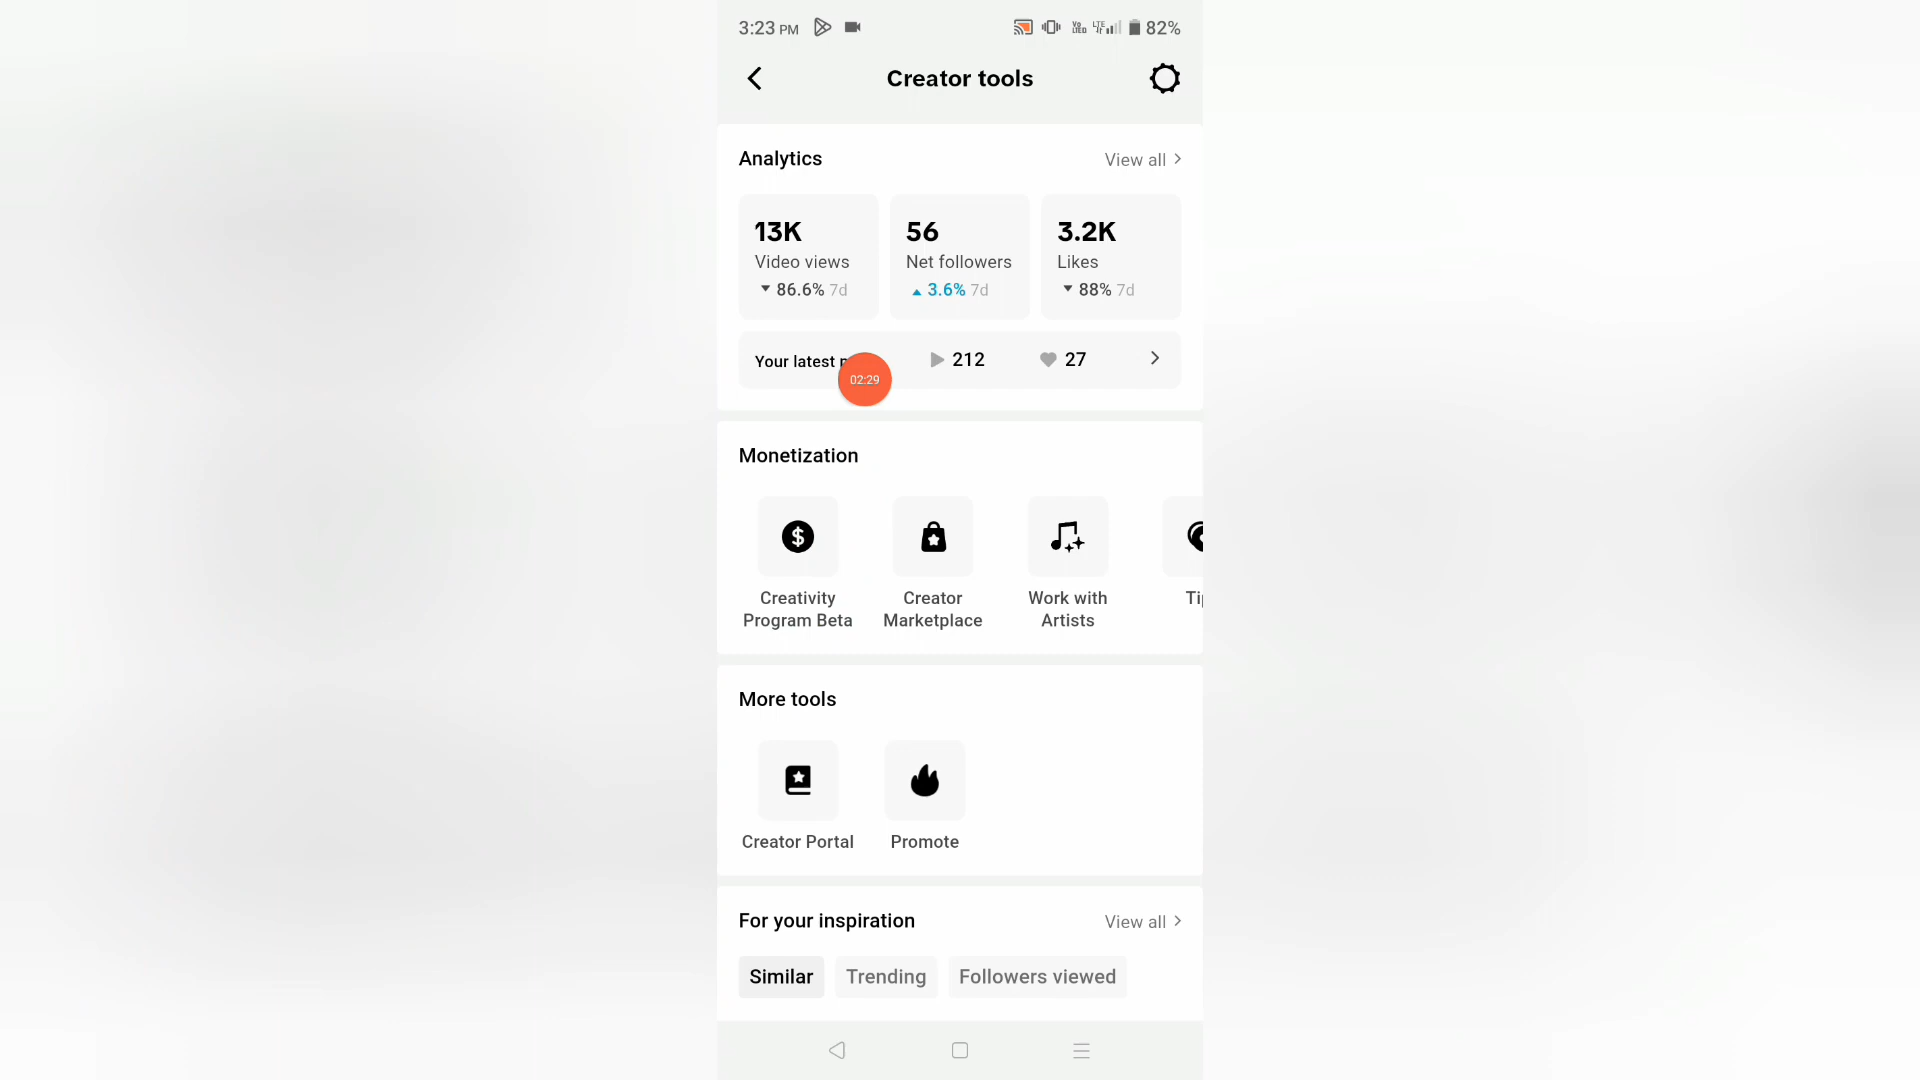 3:23 PM 82%
Creator tools
Analytics View all
13K 56 3.2K
Video views Net followers Likes
86.6% 7d 3.6% 7d 88% 7d
Your latest 212 27
02:29
Monetization
Creativity Creator Work with
Program Beta Marketplace Artists
More tools
Creator Portal Promote
For your inspiration View all
Similar Trending Followers viewed